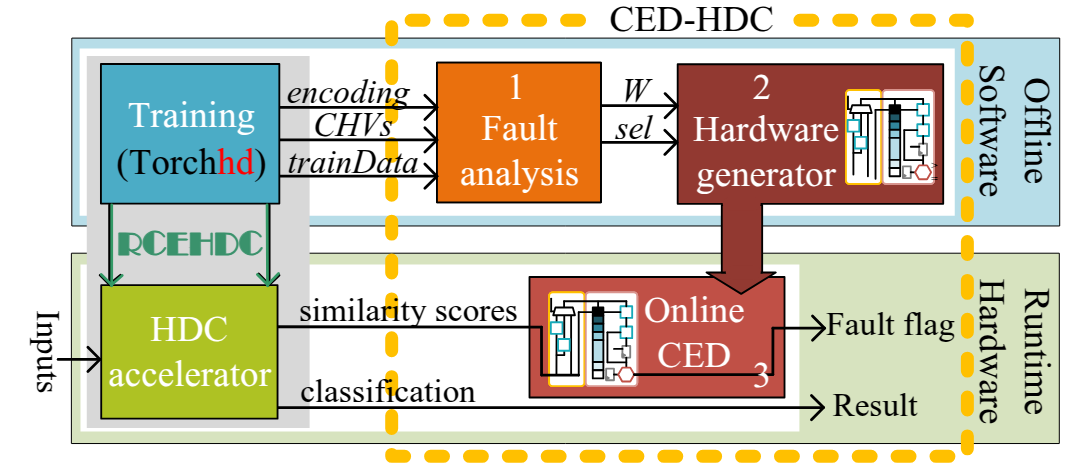 CED-HDC
Training
(Torchhd)
encoding
CHVs
trainData
1
Fault
analysis
W
sel
2
Hardware
generator
Offline
Software
RCEHDC
Inputs
HDC
accelerator
similarity scores
classification
Online
CED
3
Fault flag
Result
Runtime
Hardware